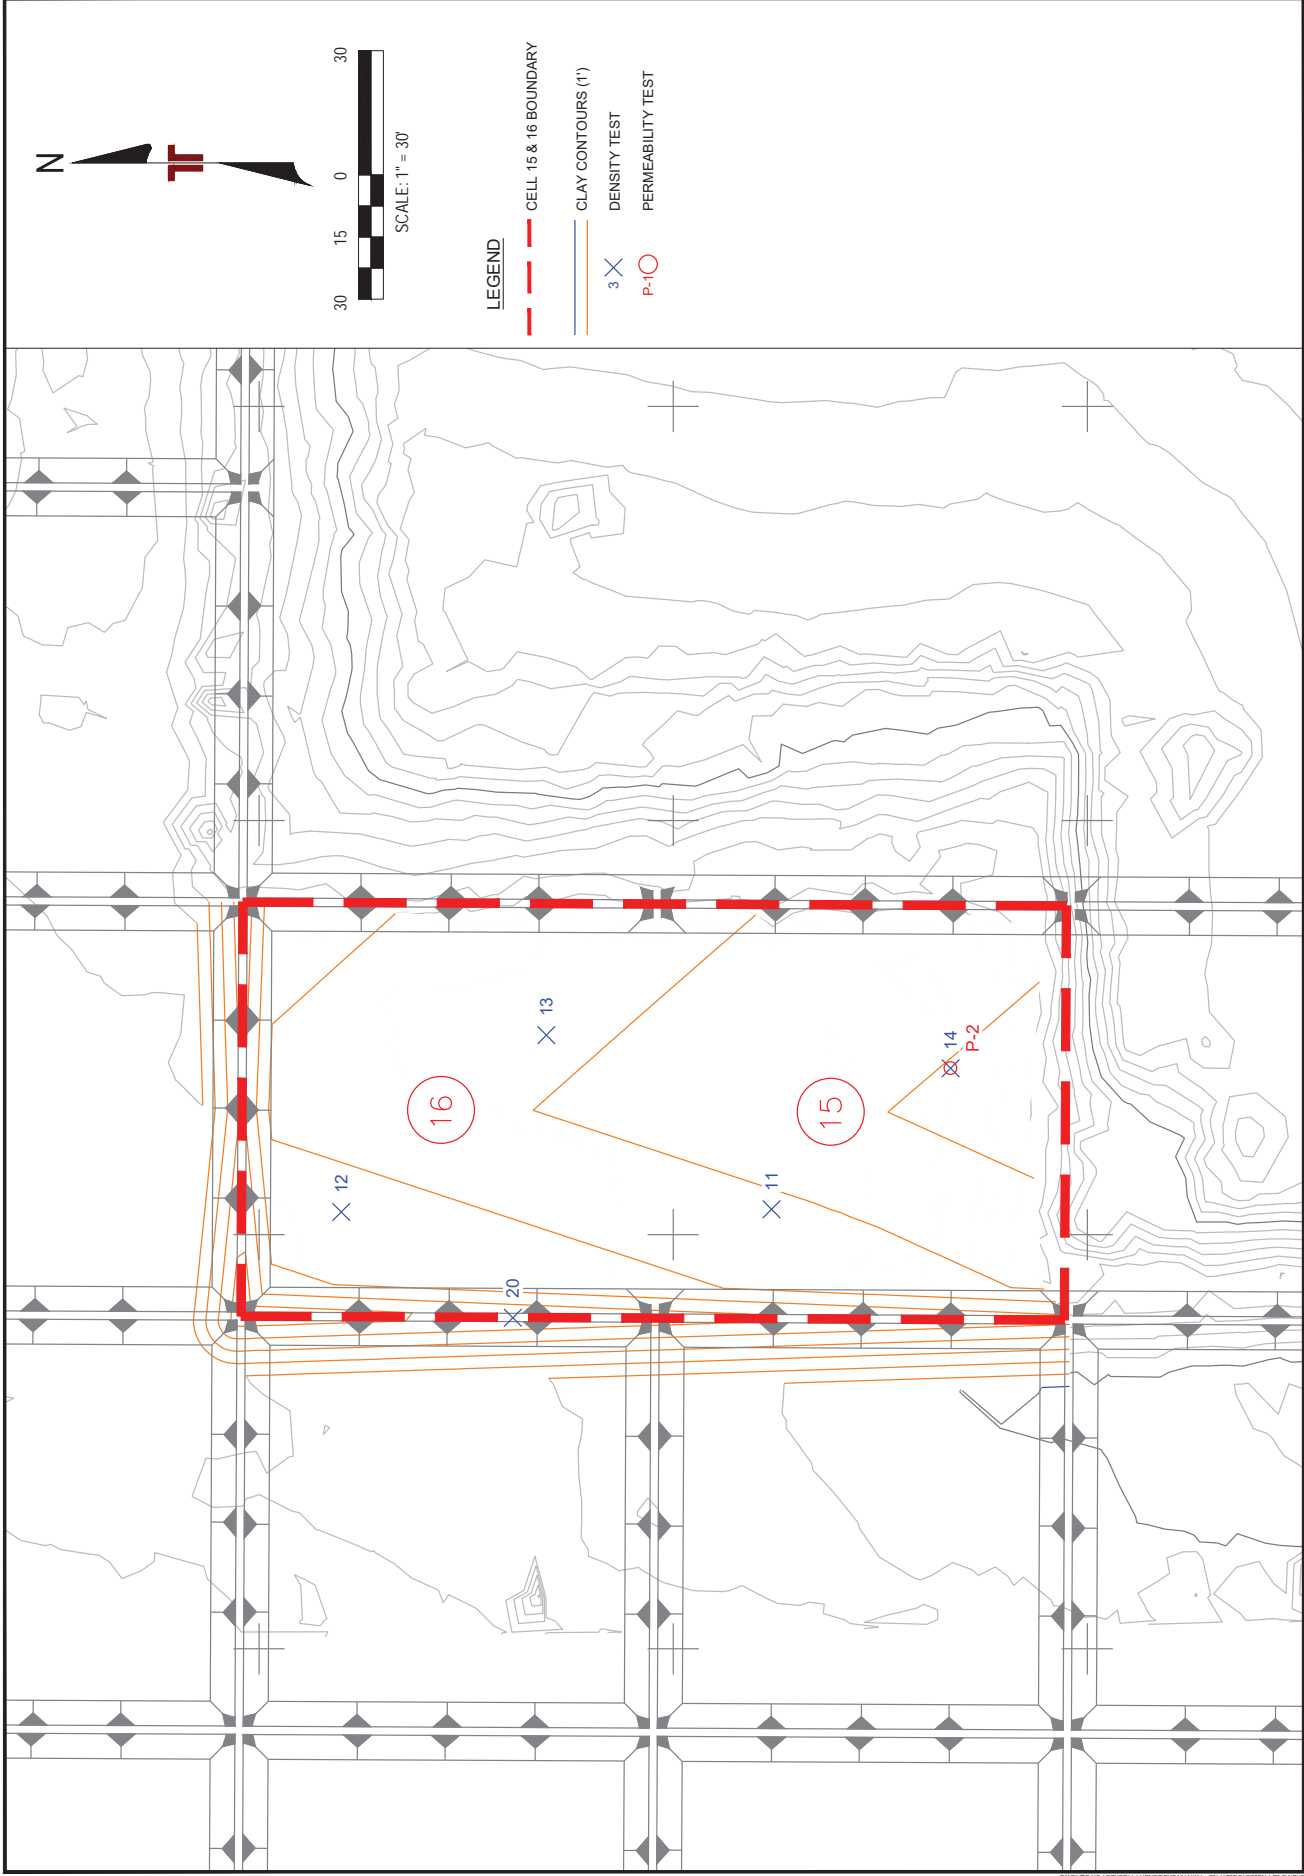 N
30
15
0
30
SCALE: 1" = 30'
LEGEND
CELL 15 & 16 BOUNDARY
CLAY CONTOURS (1')
3
DENSITY TEST
P-1
PERMEABILITY TEST
16
15
13
14
P-2
12
11
20